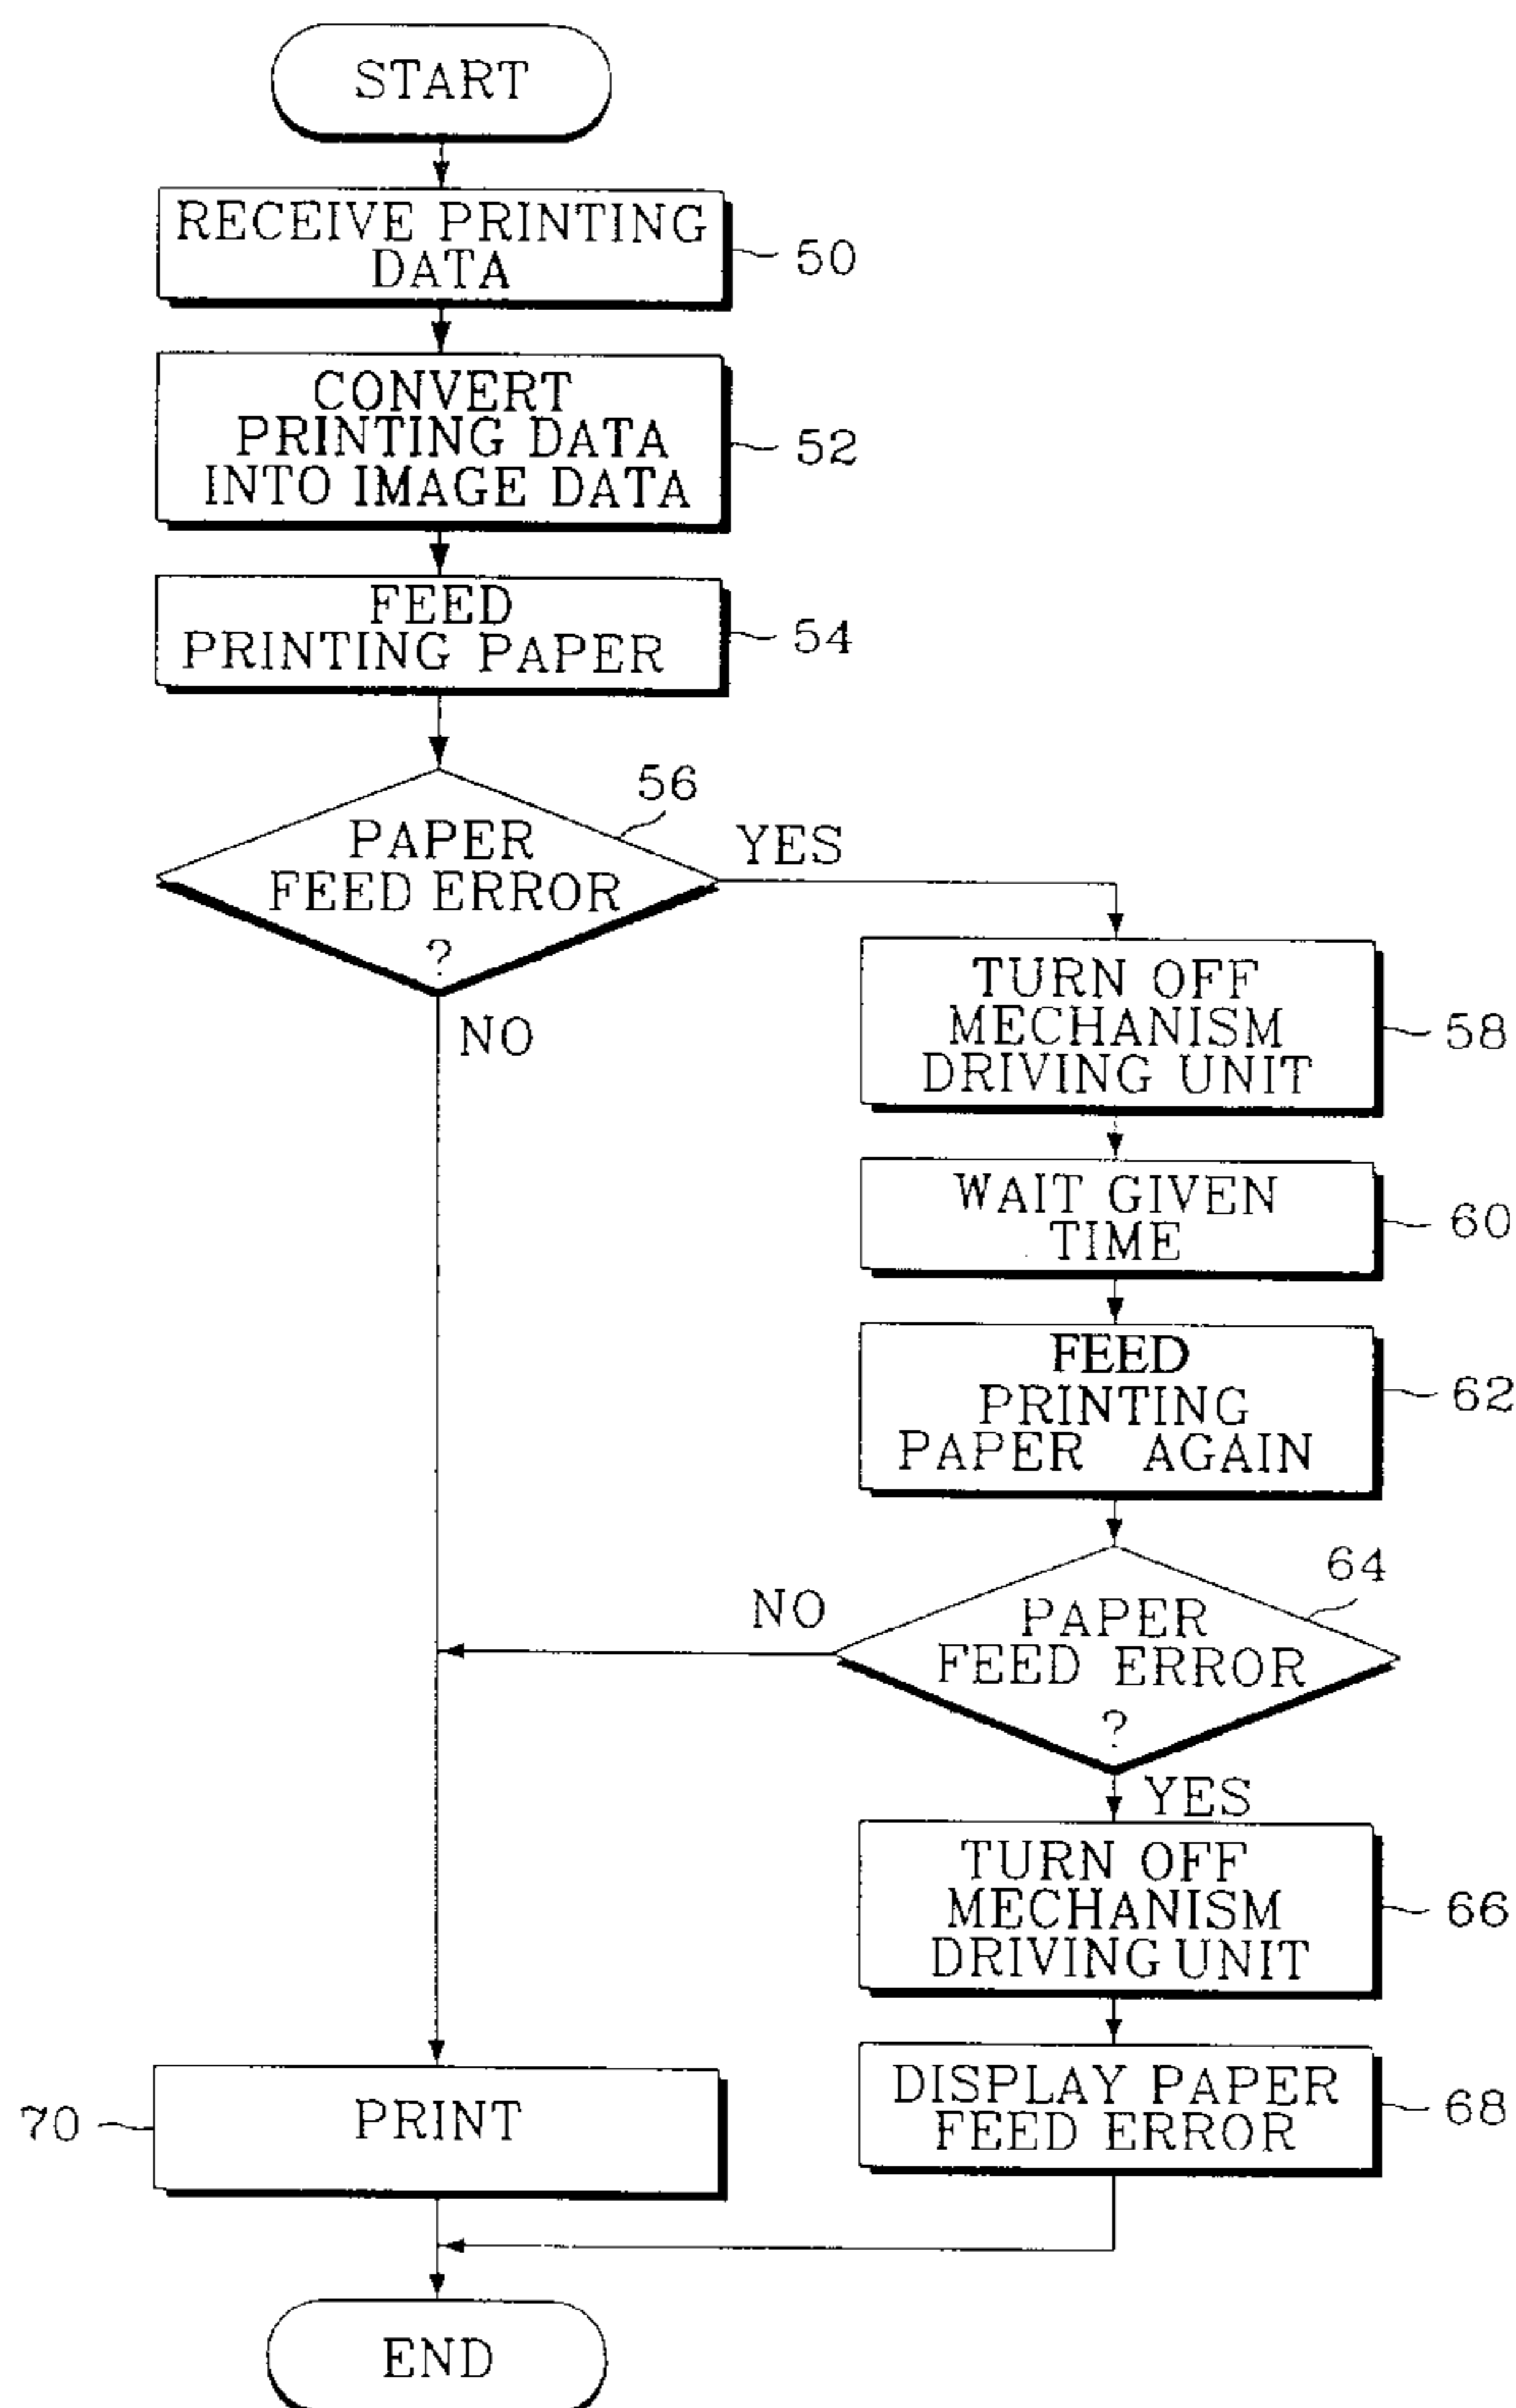 START
RECEIVE PRINTING
DATA
50
CONVERT
PRINTING DATA
INTO IMAGE DATA
52
FEED
PRINTING PAPER
54
56
PAPER
FEED ERROR
?
YES
NO
TURN OFF
MECHANISM
DRIVING UNIT
58
WAIT GIVEN
TIME
60
FEED
PRINTING
PAPER AGAIN
62
64
PAPER
FEED ERROR
?
NO
YES
TURN OFF
MECHANISM
DRIVING UNIT
66
DISPLAY PAPER
FEED ERROR
68
70
PRINT
END